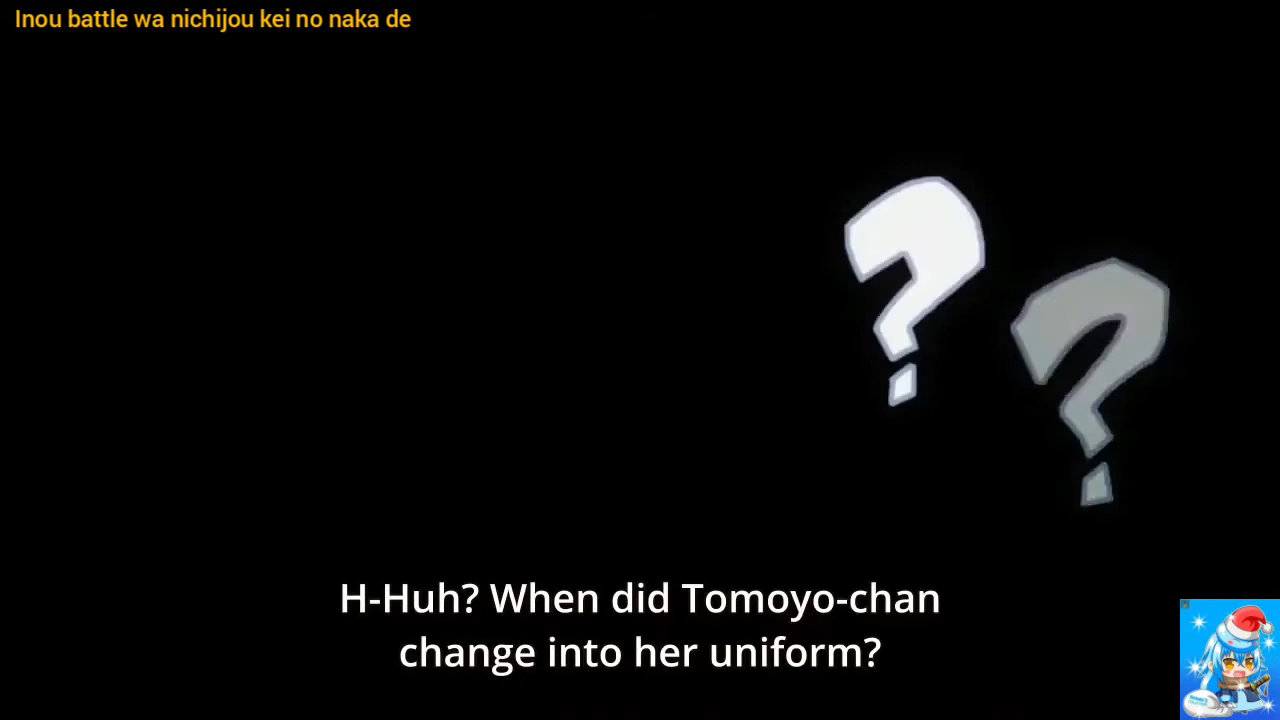 Inou battle wa nichijou kei no naka de
? ?
H-Huh? When did Tomoyo-chan
change into her uniform?